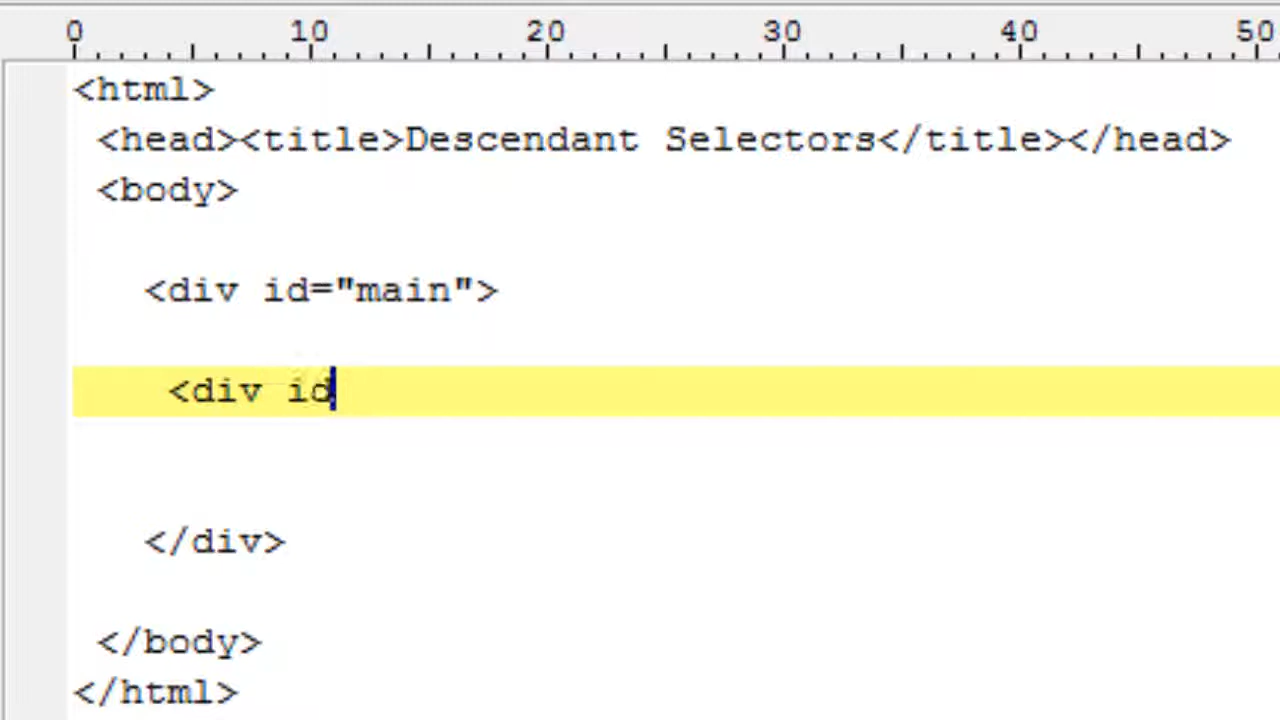 0 10 20 30 40 50
<html>
<head><title>Descendant Selectors</title></head>
<body>
<div id="main">
<div id
</div>
</body>
</html>